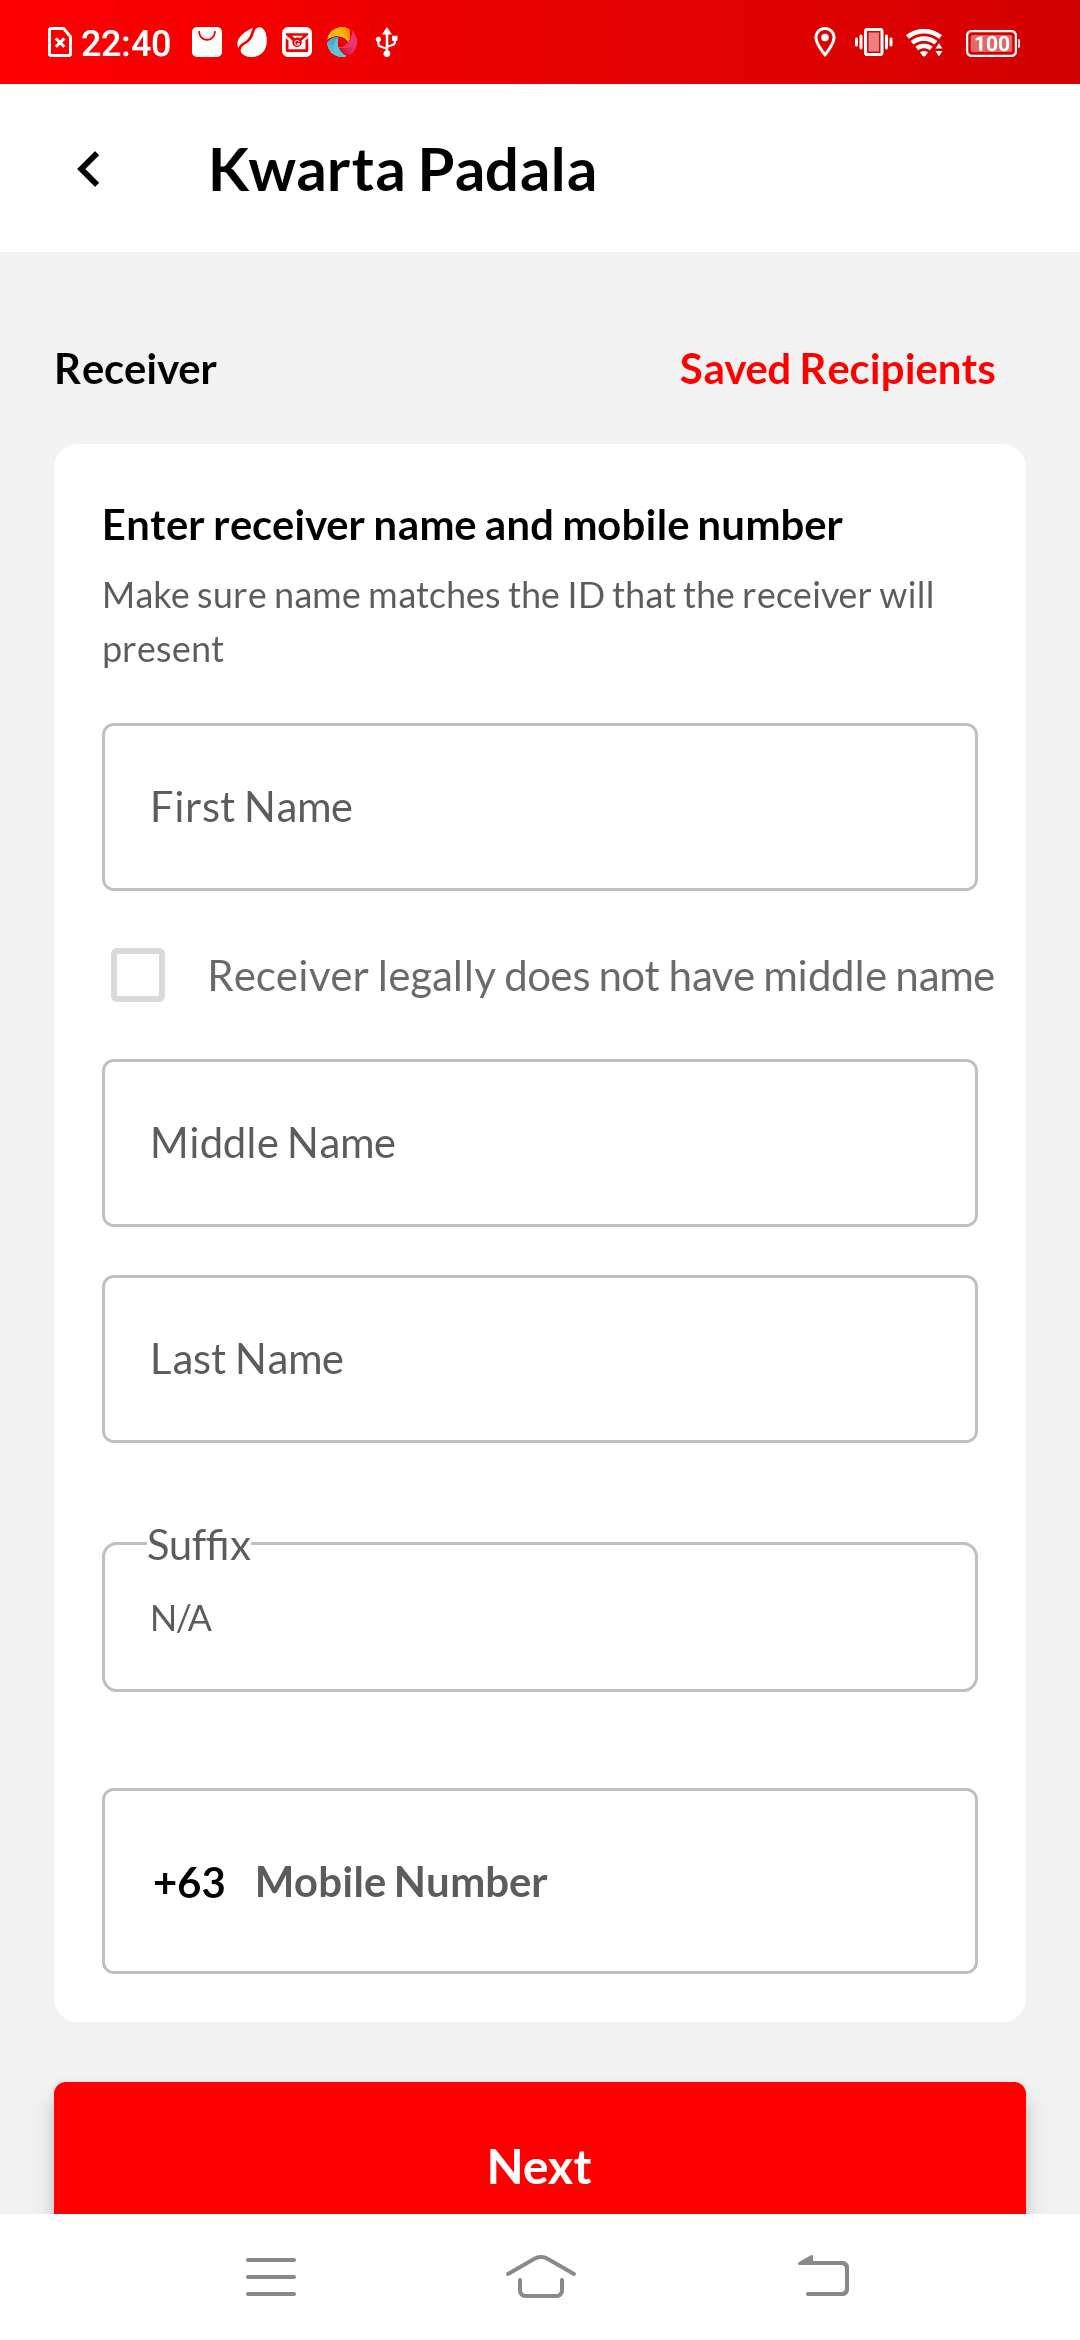 22:40
100
Kwarta Padala
Receiver
Saved Recipients
Enter receiver name and mobile number
Make sure name matches the ID that the receiver will
present
First Name
Receiver legally does not have middle name
Middle Name
Last Name
Suffix
N/A
+63 Mobile Number
Next